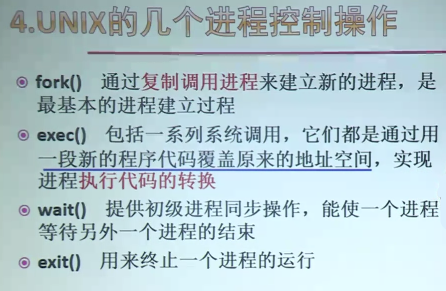 4.UNIX的几个进程控制操作
fork() 通过复制调用进程来建立新的进程，是
最基本的进程建立过程
exec() 包括一系列系统调用，它们都是通过用
一段新的程序代码覆盖原来的地址空间，实现
进程执行代码的转换
wait() 提供初级进程同步操作，能使一个进程
等待另外一个进程的结束
exit() 用来终止一个进程的运行